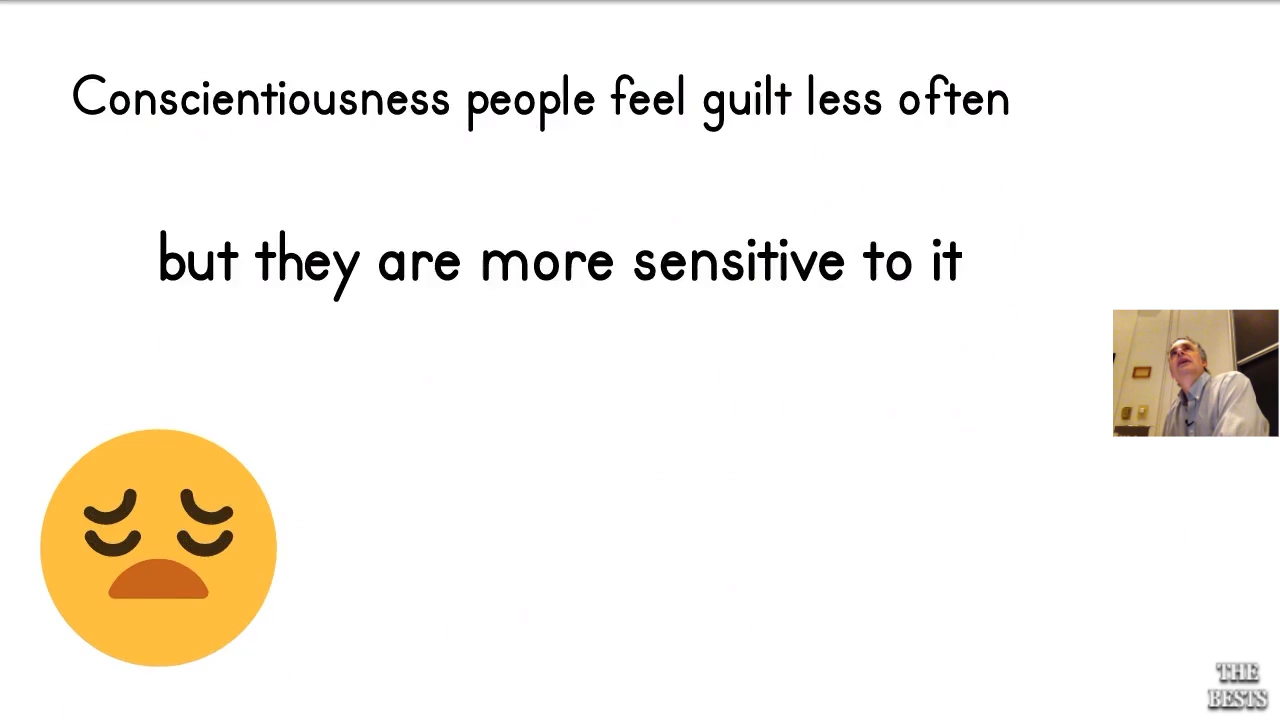 Conscientiousness people feel guilt less often
but they are more sensitive to it
THE
BESTS